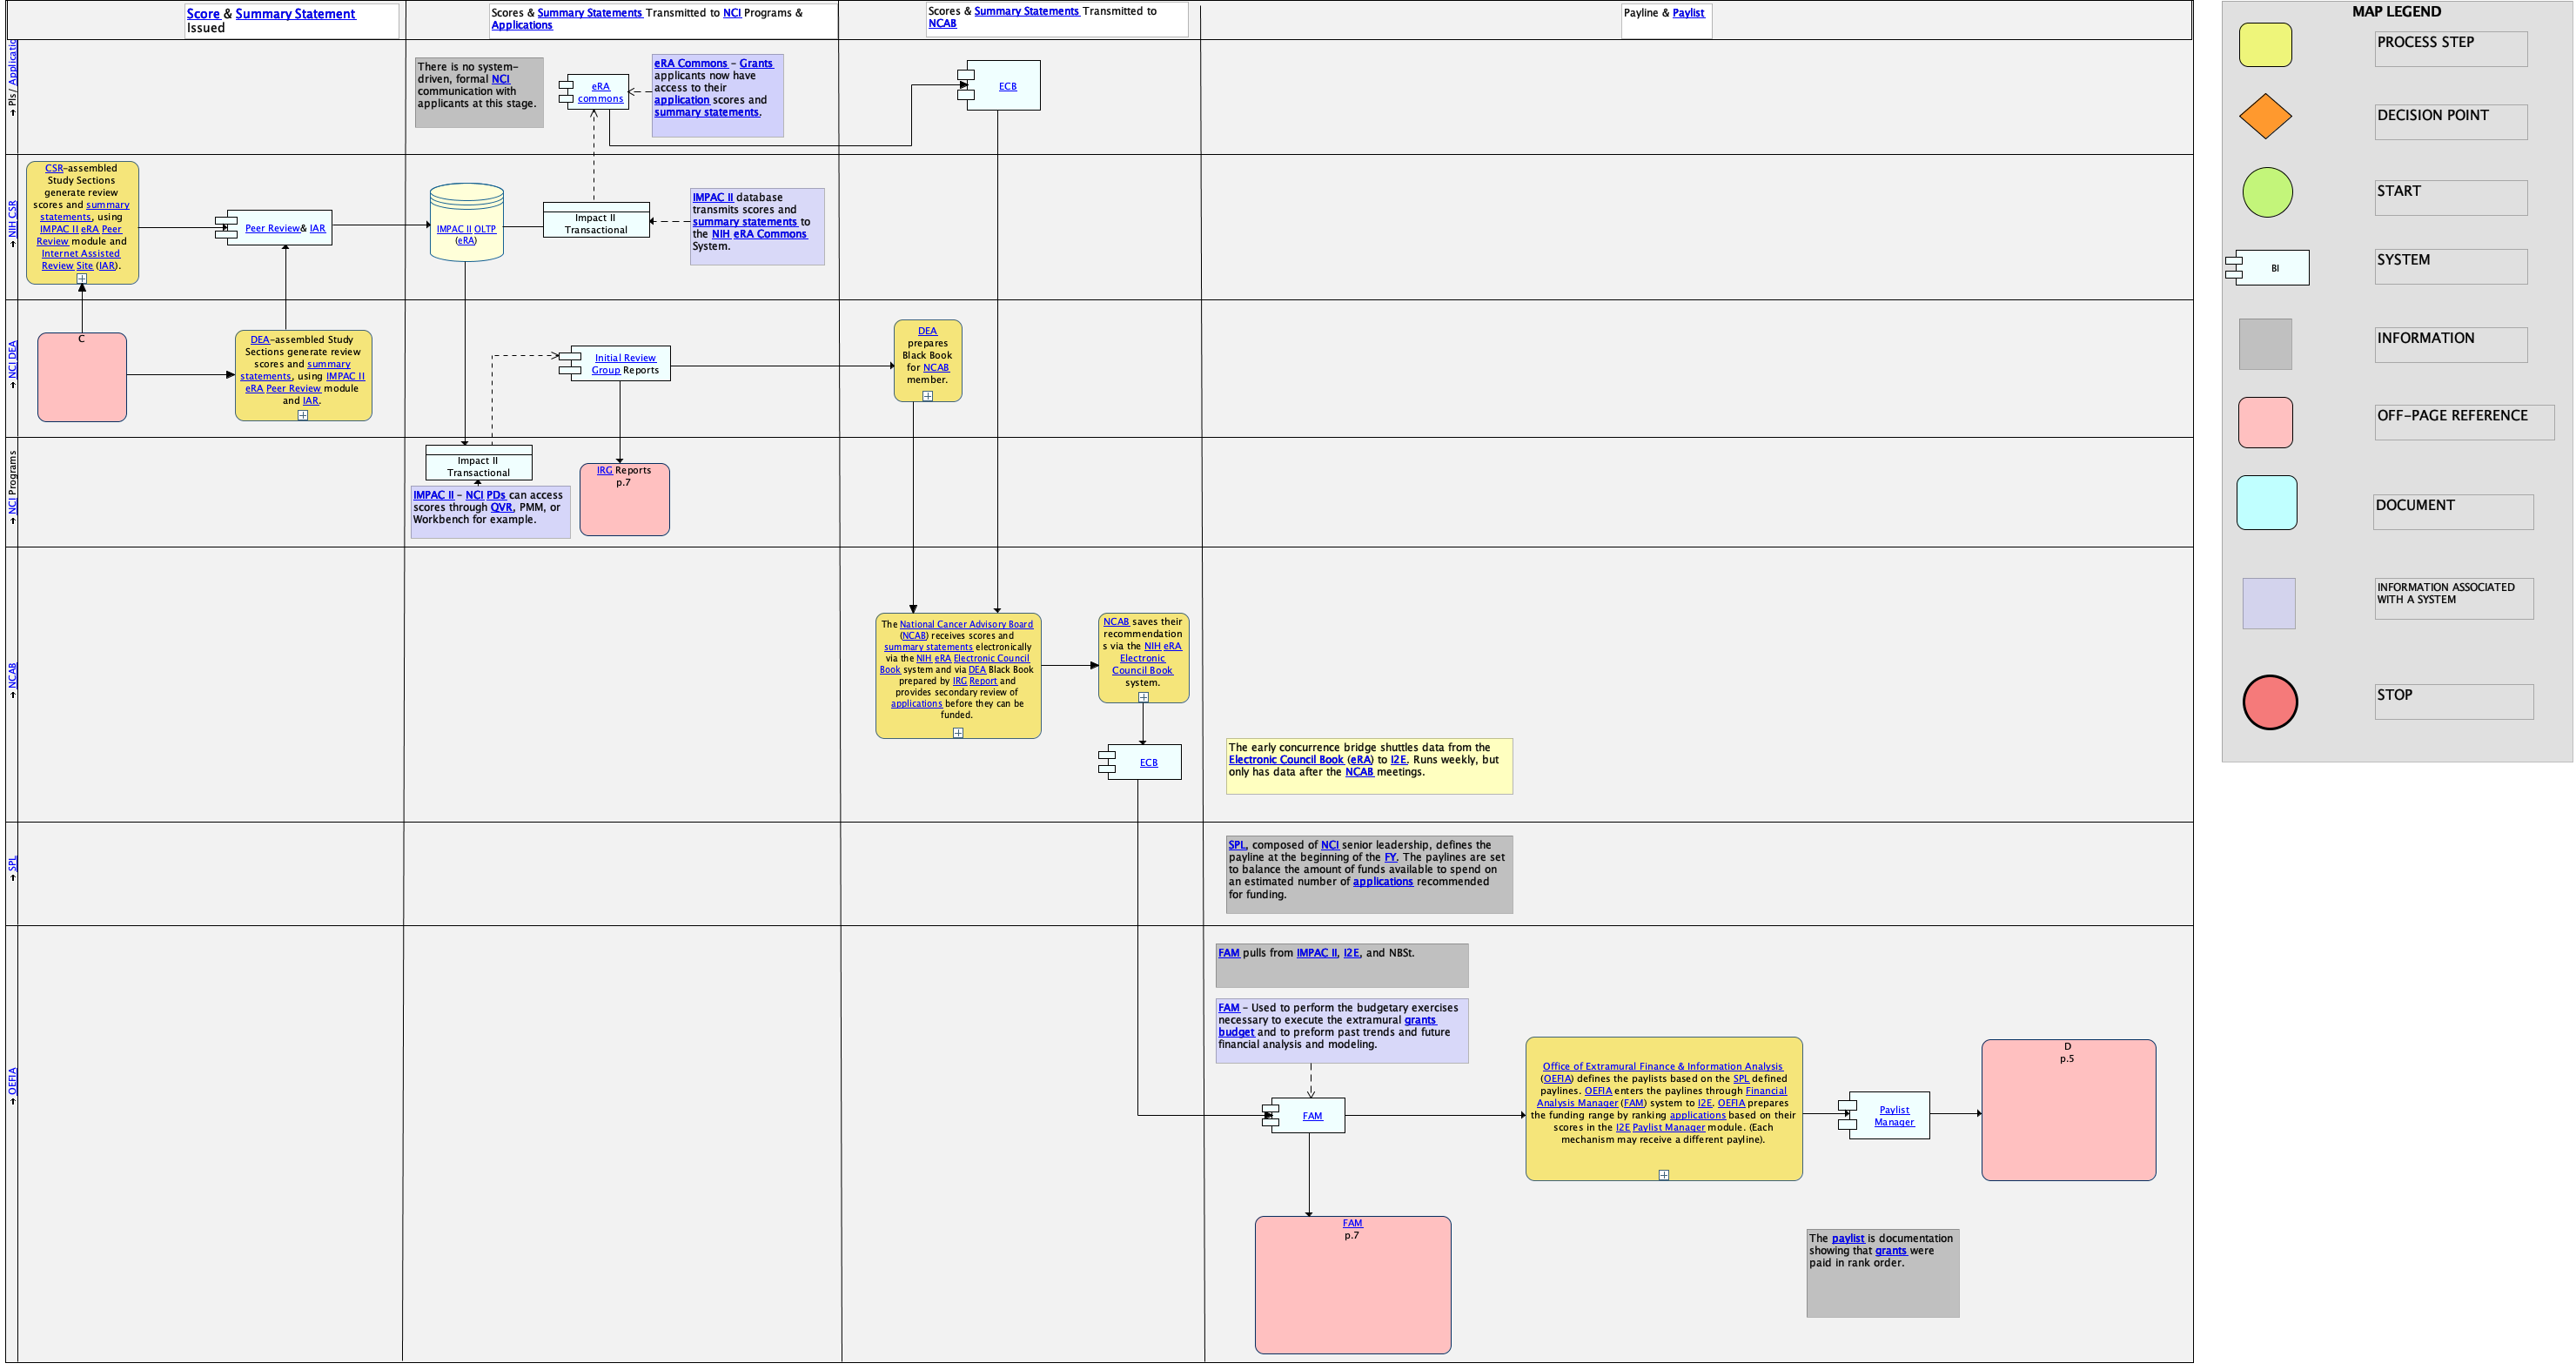 Score & Summary Statement
Issued
Scores & Summary Statements Transmitted to NCI Programs &
Applications
Scores & Summary Statements Transmitted to
NCAB
Payline & Paylist
PIs/ Applicatio
There is no system-
driven, formal NCI
communication with
applicants at this stage.
eRA
commons
eRA Commons - Grants
applicants now have
access to their
application scores and
summary statements.
ECB
NIH CSR
CSR-assembled
Study Sections
generate review
scores and summary
statements, using
IMPAC II eRA Peer
Review module and
Internet Assisted
Review Site (IAR).
Peer Review& IAR
IMPAC II OLTP
(eRA)
Impact II
Transactional
IMPAC II database
transmits scores and
summary statements to
the NIH eRA Commons
System.
NCI DEA
C
DEA-assembled Study
Sections generate review
scores and summary
statements, using IMPAC II
eRA Peer Review module
and IAR.
Initial Review
Group Reports
DEA
prepares
Black Book
for NCAB
member.
NCI Programs
Impact II
Transactional
IMPAC II - NCI PDs can access
scores through QVR, PMM, or
Workbench for example.
IRG Reports
p.7
NCAB
The National Cancer Advisory Board
(NCAB) receives scores and
summary statements electronically
via the NIH eRA Electronic Council
Book system and via DEA Black Book
prepared by IRG Report and
provides secondary review of
applications before they can be
funded.
NCAB saves their
recommendation
s via the NIH eRA
Electronic
Council Book
system.
ECB
The early concurrence bridge shuttles data from the
Electronic Council Book (eRA) to I2E. Runs weekly, but
only has data after the NCAB meetings.
SPL
SPL, composed of NCI senior leadership, defines the
payline at the beginning of the FY. The paylines are set
to balance the amount of funds available to spend on
an estimated number of applications recommended
for funding.
OEFIA
FAM pulls from IMPAC II, I2E, and NBSt.
FAM - Used to perform the budgetary exercises
necessary to execute the extramural grants
budget and to preform past trends and future
financial analysis and modeling.
FAM
Office of Extramural Finance & Information Analysis
(OEFIA) defines the paylists based on the SPL defined
paylines. OEFIA enters the paylines through Financial
Analysis Manager (FAM) system to I2E. OEFIA prepares
the funding range by ranking applications based on their
scores in the I2E Paylist Manager module. (Each
mechanism may receive a different payline).
Paylist
Manager
D
p.5
FAM
p.7
The paylist is documentation
showing that grants were
paid in rank order.
MAP LEGEND
PROCESS STEP
DECISION POINT
START
BI
SYSTEM
INFORMATION
OFF-PAGE REFERENCE
DOCUMENT
INFORMATION ASSOCIATED
WITH A SYSTEM
STOP